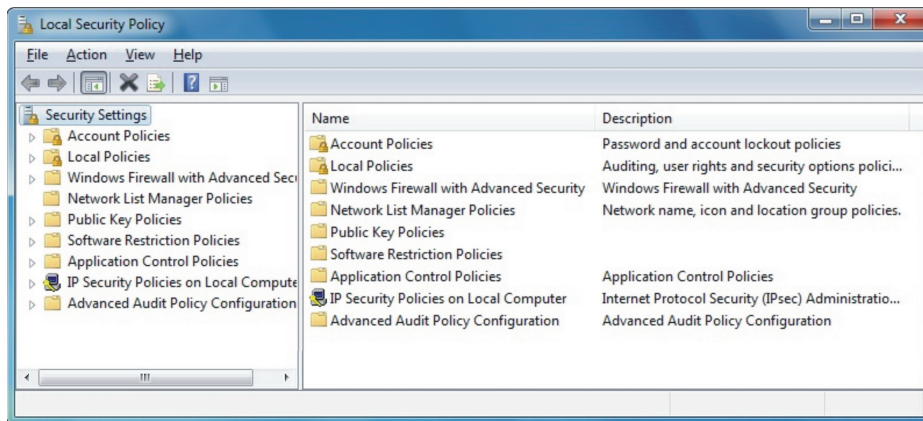 Local Security Policy
File Action View Help
Security Settings
Account Policies
Local Policies
Windows Firewall with Advanced Secu
Network List Manager Policies
Public Key Policies
Software Restriction Policies
Application Control Policies
IP Security Policies on Local Compute
Advanced Audit Policy Configuration
Name Description
Account Policies Password and account lockout policies
Local Policies Auditing, user rights and security options polici...
Windows Firewall with Advanced Security Windows Firewall with Advanced Security
Network List Manager Policies Network name, icon and location group policies.
Public Key Policies
Software Restriction Policies
Application Control Policies Application Control Policies
IP Security Policies on Local Computer Internet Protocol Security (IPsec) Administratio...
Advanced Audit Policy Configuration Advanced Audit Policy Configuration